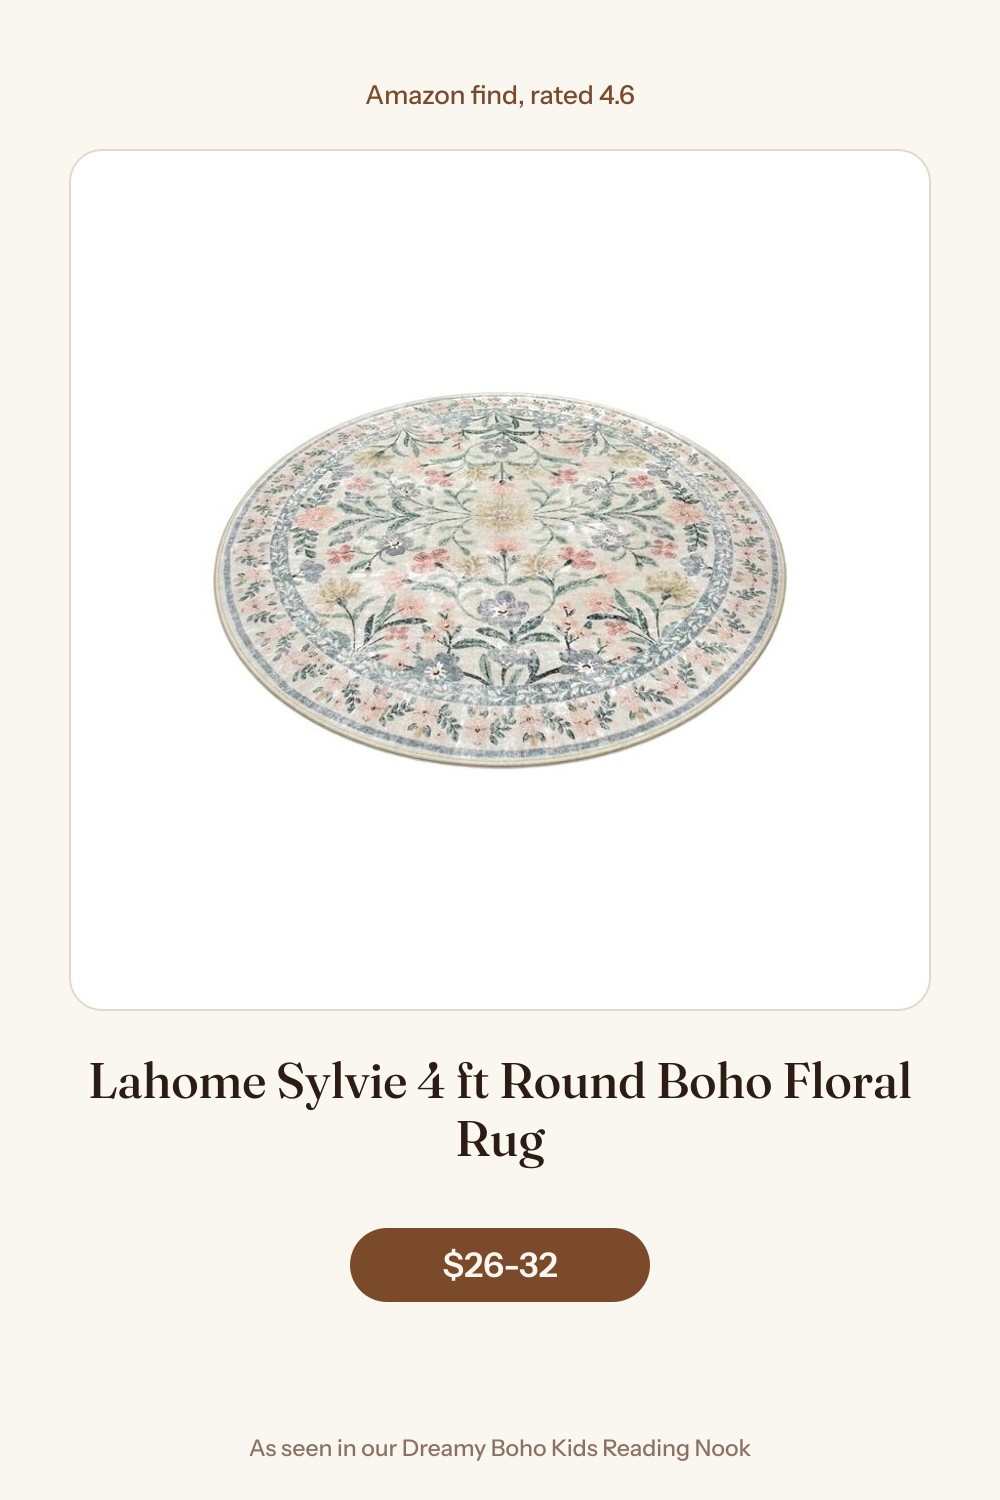 Amazon find, rated 4.6
Lahome Sylvie 4 ft Round Boho Floral
Rug
$26-32
As seen in our Dreamy Boho Kids Reading Nook